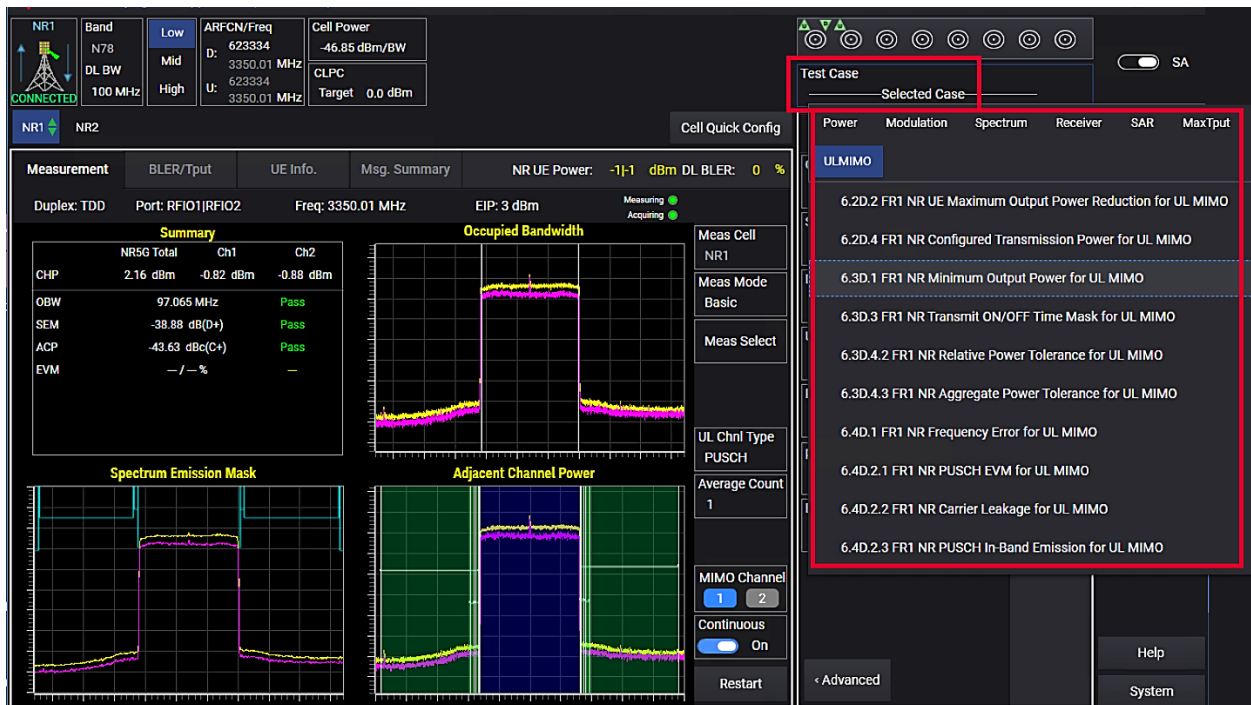 NR1
Band
N78
DL BW
100 MHz
CONNECTED
Low
Mid
High
ARFCN/Freq
D: 623334
3350.01 MHz
U: 623334
3350.01 MHz
Cell Power
-46.85 dBm/BW
CLPC
Target 0.0 dBm
SA
Test Case
Selected Case
NR1 NR2
Cell Quick Config
Power Modulation Spectrum Receiver SAR MaxTput
ULMIMO
6.2D.2 FR1 NR UE Maximum Output Power Reduction for UL MIMO
6.2D.4 FR1 NR Configured Transmission Power for UL MIMO
6.3D.1 FR1 NR Minimum Output Power for UL MIMO
6.3D.3 FR1 NR Transmit ON/OFF Time Mask for UL MIMO
6.3D.4.2 FR1 NR Relative Power Tolerance for UL MIMO
6.3D.4.3 FR1 NR Aggregate Power Tolerance for UL MIMO
6.4D.1 FR1 NR Frequency Error for UL MIMO
6.4D.2.1 FR1 NR PUSCH EVM for UL MIMO
6.4D.2.2 FR1 NR Carrier Leakage for UL MIMO
6.4D.2.3 FR1 NR PUSCH In-Band Emission for UL MIMO
Measurement BLER/Tput UE Info. Msg. Summary NR UE Power: -1|-1 dBm DL BLER: 0 %
Duplex: TDD Port: RFIO1|RFIO2 Freq: 3350.01 MHz EIP: 3 dBm
Measuring
Acquiring
Summary
NR5G Total Ch1 Ch2
CHP 2.16 dBm -0.82 dBm -0.88 dBm
OBW 97.065 MHz Pass
SEM -38.88 dB(D+) Pass
ACP -43.63 dBc(C+) Pass
EVM --/--% --
Occupied Bandwidth
Spectrum Emission Mask
Adjacent Channel Power
Meas Cell
NR1
Meas Mode
Basic
Meas Select
UL Chnl Type
PUSCH
Average Count
1
MIMO Channel
1 2
Continuous
On
Restart
< Advanced
Help
System